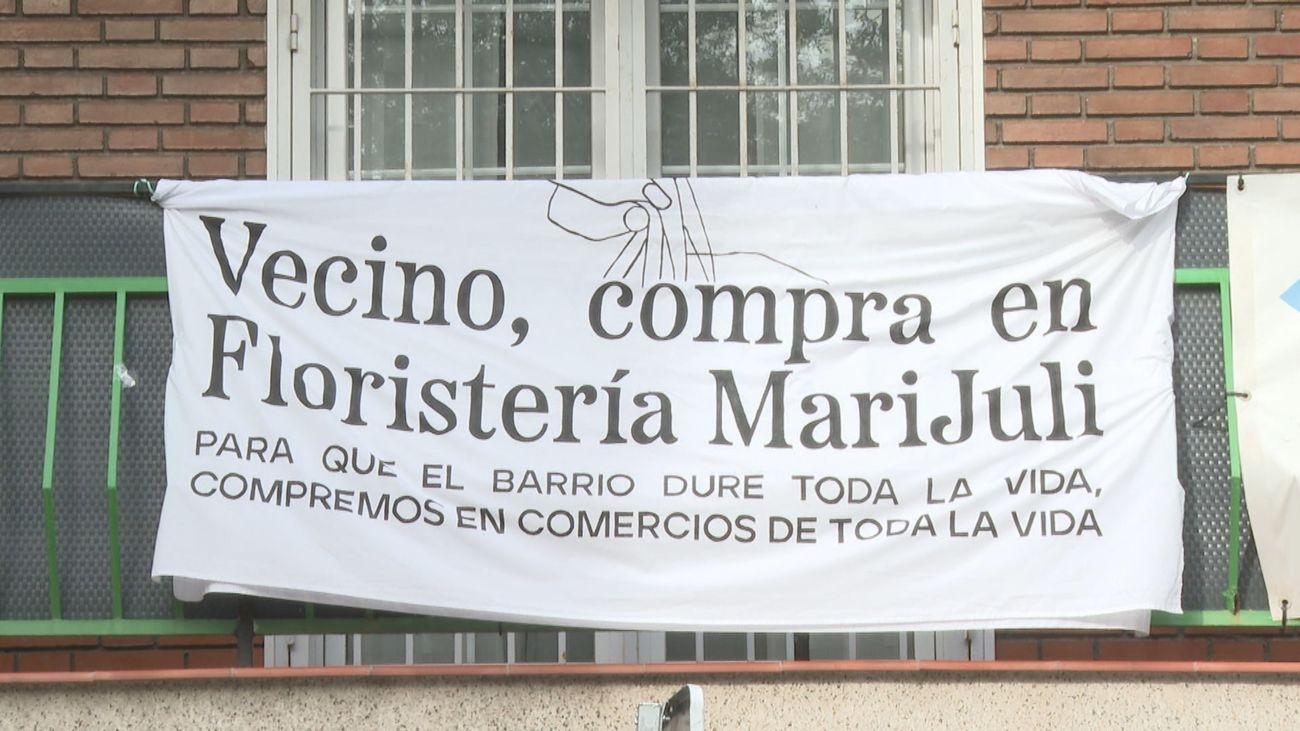 Vecino, compra en
Floristería MariJuli
PARA QUE EL BARRIO DURE TODA LA VIDA,
COMPREMOS EN COMERCIOS DE TODA LA VIDA